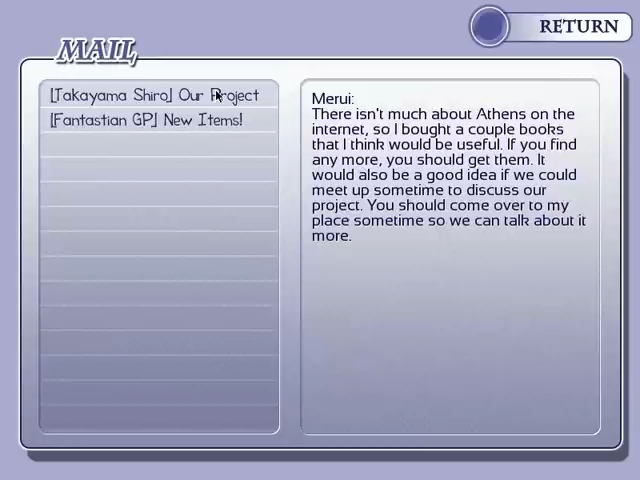 RETURN
MAIL
[Takayama Shiro] Our Project
[Fantastian GP] New Items!
Merui:
There isn't much about Athens on the
internet, so I bought a couple books
that I think would be useful. If you find
any more, you should get them. It
would also be a good idea if we could
meet up sometime to discuss our
project. You should come over to my
place sometime so we can talk about it
more.